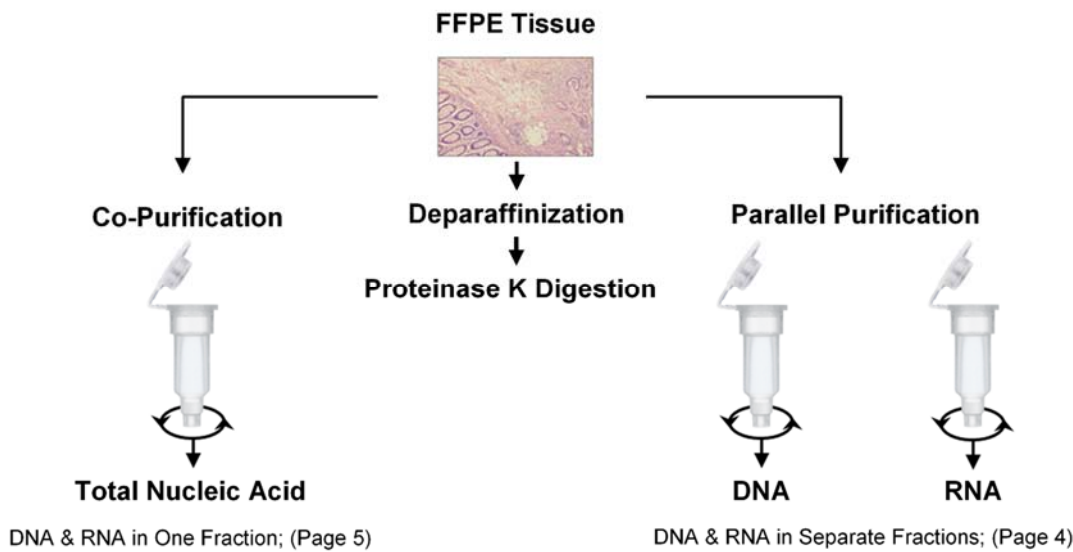 FFPE Tissue
Co-Purification
Deparaffinization
Parallel Purification
Proteinase K Digestion
Total Nucleic Acid
DNA
RNA
DNA & RNA in One Fraction; (Page 5)
DNA & RNA in Separate Fractions; (Page 4)